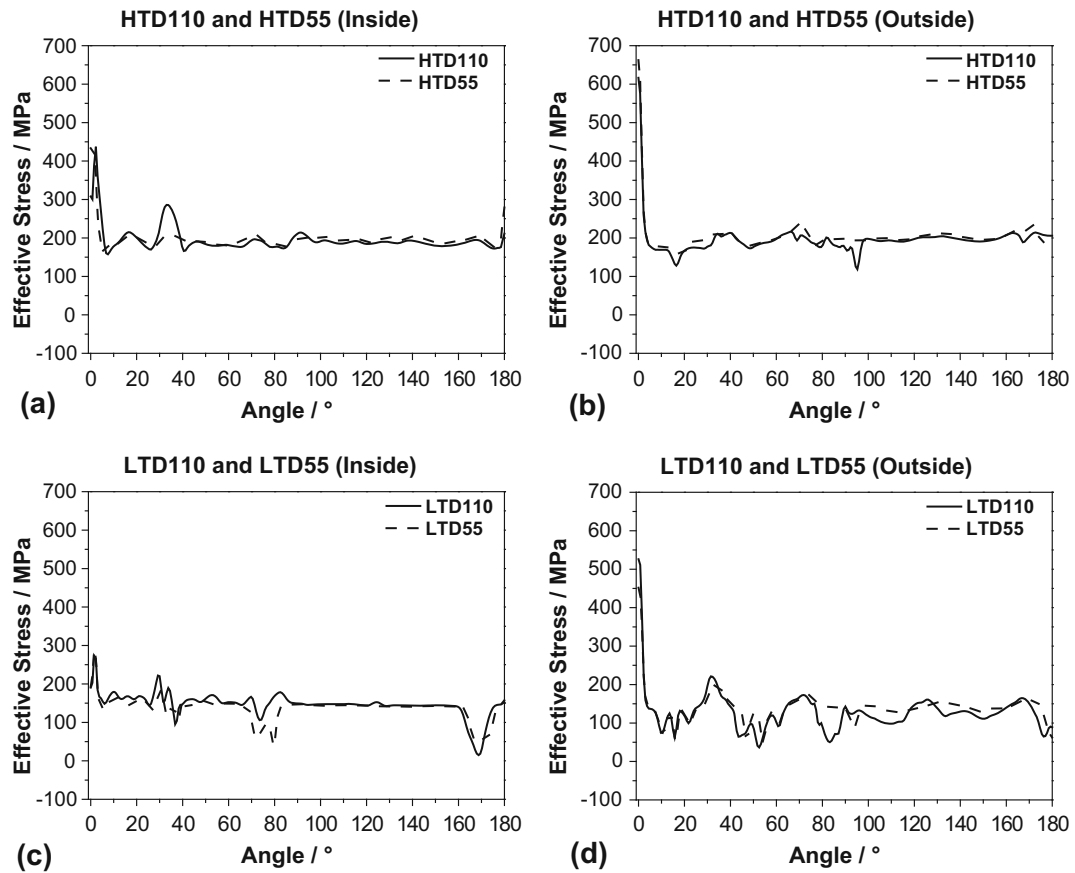 HTD110 and HTD55 (Inside)
700
600
500
400
300
200
100
0
-100
Effective Stress / MPa
HTD110
HTD55
0 20 40 60 80 100 120 140 160 180
Angle / °
(a)
HTD110 and HTD55 (Outside)
700
600
500
400
300
200
100
0
-100
Effective Stress / MPa
HTD110
HTD55
0 20 40 60 80 100 120 140 160 180
Angle / °
(b)
LTD110 and LTD55 (Inside)
700
600
500
400
300
200
100
0
-100
Effective Stress / MPa
LTD110
LTD55
0 20 40 60 80 100 120 140 160 180
Angle / °
(c)
LTD110 and LTD55 (Outside)
700
600
500
400
300
200
100
0
-100
Effective Stress / MPa
LTD110
LTD55
0 20 40 60 80 100 120 140 160 180
Angle / °
(d)